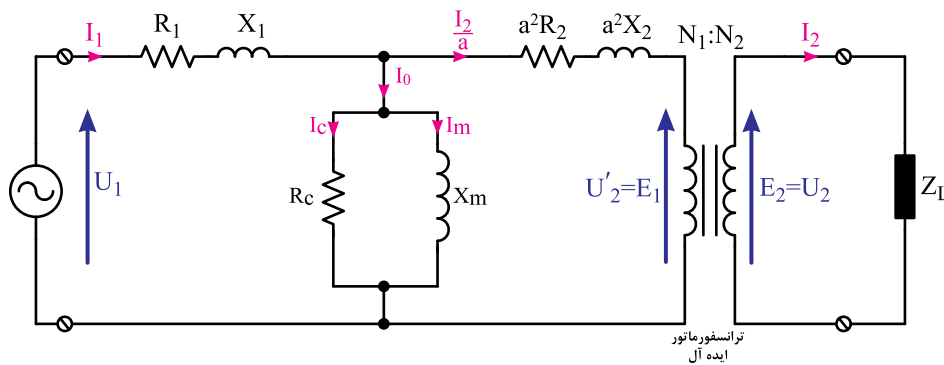 I₁ R₁ X₁ I₂/a a²R₂ a²X₂ N₁:N₂ I₂
I₀
Ic Im
U₁ Rc Xm U′₂=E₁ E₂=U₂ Z_L
ترانسفورماتور
ایده آل